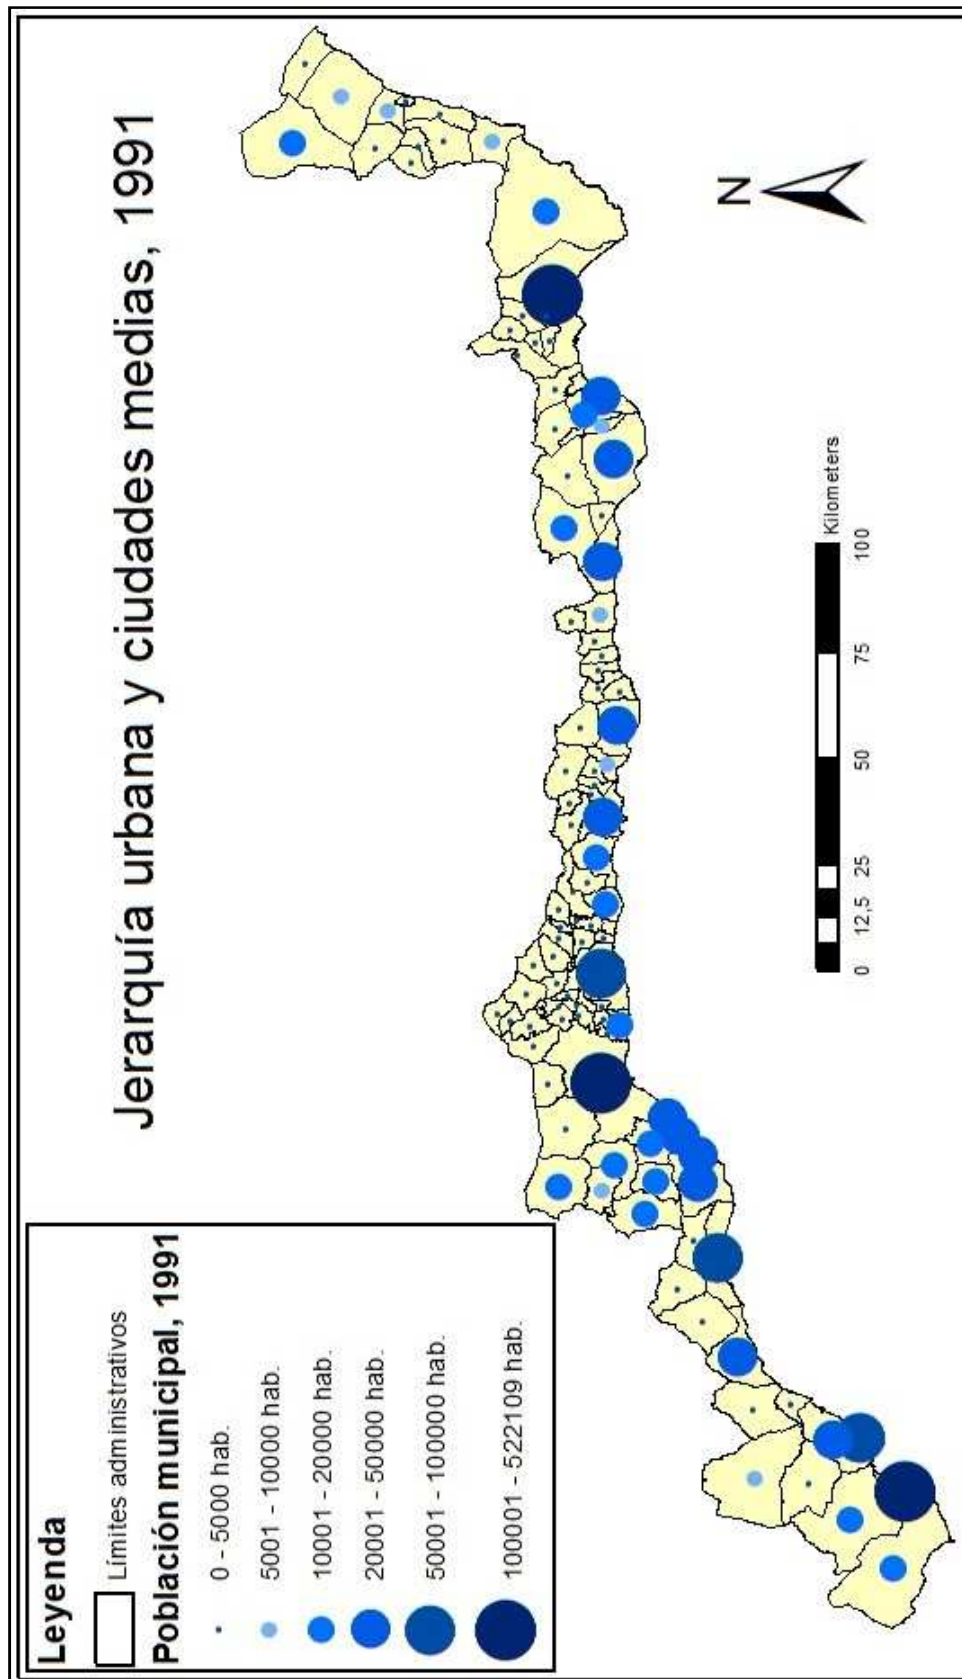 Jerarquía urbana y ciudades medias, 1991
Leyenda
Límites administrativos
Población municipal, 1991
0 - 5000 hab.
5001 - 10000 hab.
10001 - 20000 hab.
20001 - 50000 hab.
50001 - 100000 hab.
100001 - 522109 hab.
N
Kilometers
0 12,5 25 50 75 100